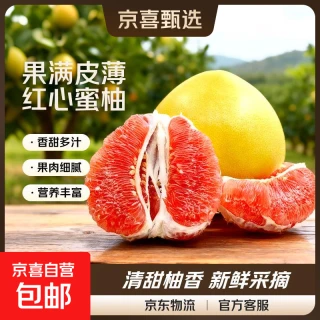 京喜甄选
果满皮薄
红心蜜柚
香甜多汁
果肉细腻
营养丰富
京喜自营
包邮
清甜柚香 新鲜采摘
京东物流 | 官方客服